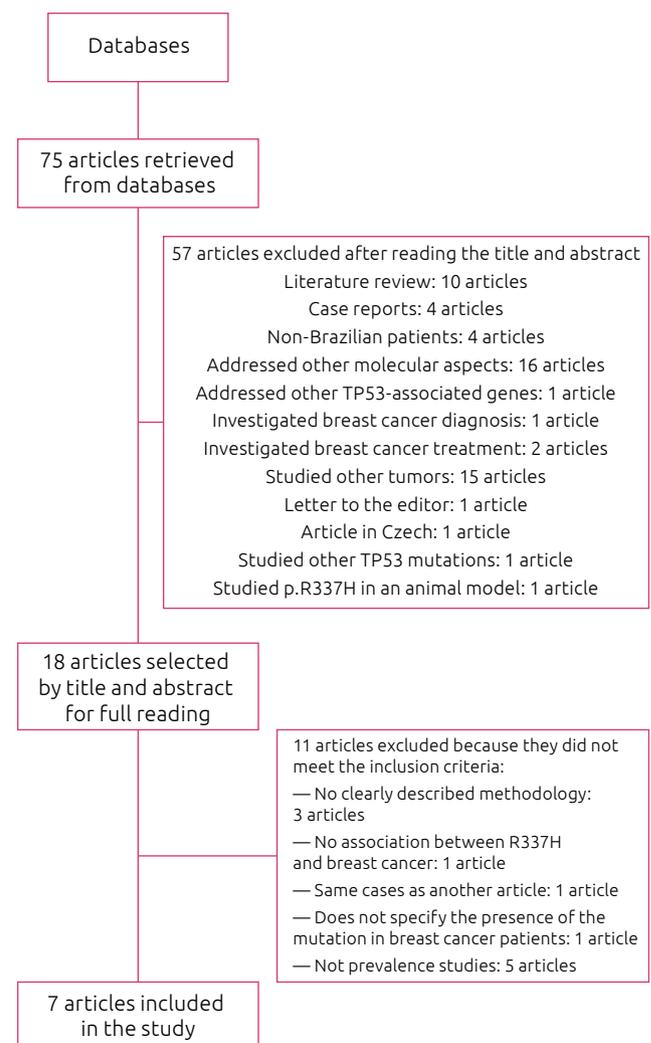 Databases
75 articles retrieved
from databases
57 articles excluded after reading the title and abstract
Literature review: 10 articles
Case reports: 4 articles
Non-Brazilian patients: 4 articles
Addressed other molecular aspects: 16 articles
Addressed other TP53-associated genes: 1 article
Investigated breast cancer diagnosis: 1 article
Investigated breast cancer treatment: 2 articles
Studied other tumors: 15 articles
Letter to the editor: 1 article
Article in Czech: 1 article
Studied other TP53 mutations: 1 article
Studied p.R337H in an animal model: 1 article
18 articles selected
by title and abstract
for full reading
11 articles excluded because they did not
meet the inclusion criteria:
— No clearly described methodology:
3 articles
— No association between R337H
and breast cancer: 1 article
— Same cases as another article: 1 article
— Does not specify the presence of the
mutation in breast cancer patients: 1 article
— Not prevalence studies: 5 articles
7 articles included
in the study